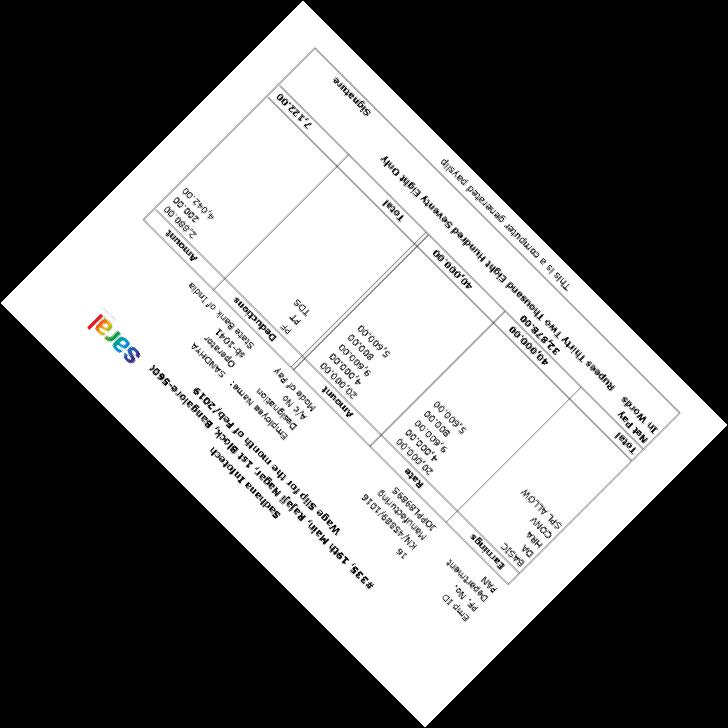 saral
Sadhana Infotech
#335, 19th Main, Rajaji Nagar, 1st Block, Bangalore-560
Wage Slip for the month of Feb/2019
Emp ID 16 Employee Name: SANDHYA
PF. No. KN/45889/1016 Designation Operator
Department Manufacturing A/c No sb-1041
PAN Mode of Pay State Bank of India
Earnings Rate Amount Deductions Amount
BASIC 20,000.00 20,000.00 PF 2,880.00
DA 4,000.00 4,000.00 PT 200.00
HRA 9,600.00 9,600.00 TDS 4,042.00
CONV 800.00 800.00
SPL ALLOW 5,600.00 5,600.00
Total 40,000.00 40,000.00 Total 7,122.00
Net Pay 32,878.00
In Words Rupees Thirty Two Thousand Eight Hundred Seventy Eight Only
Signature
This is a computer generated payslip